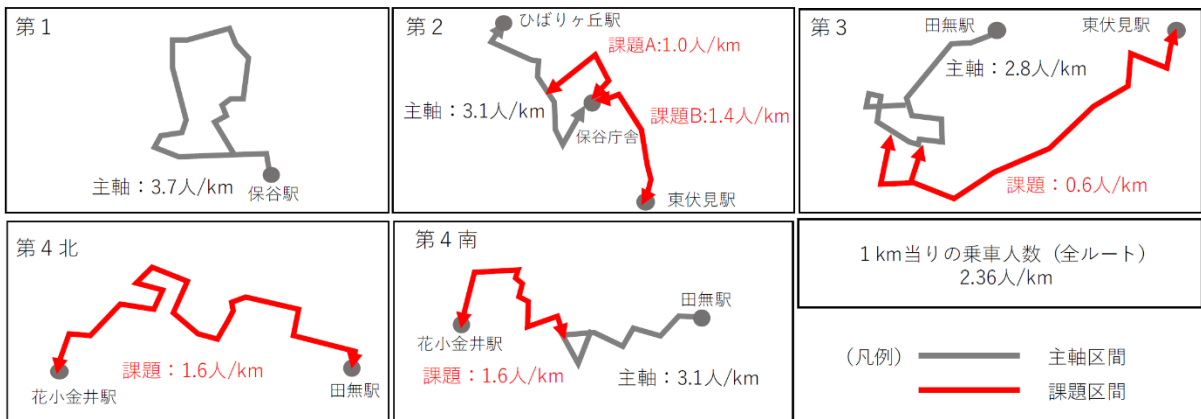 第1
主軸：3.7人/km
保谷駅
第2
ひばりヶ丘駅
課題A:1.0人/km
主軸：3.1人/km
課題B:1.4人/km
保谷庁舎
東伏見駅
第3
田無駅
東伏見駅
主軸：2.8人/km
課題：0.6人/km
第4北
課題：1.6人/km
花小金井駅
田無駅
第4南
田無駅
花小金井駅
課題：1.6人/km
主軸：3.1人/km
1km当りの乗車人数（全ルート）
2.36人/km
（凡例）
主軸区間
課題区間